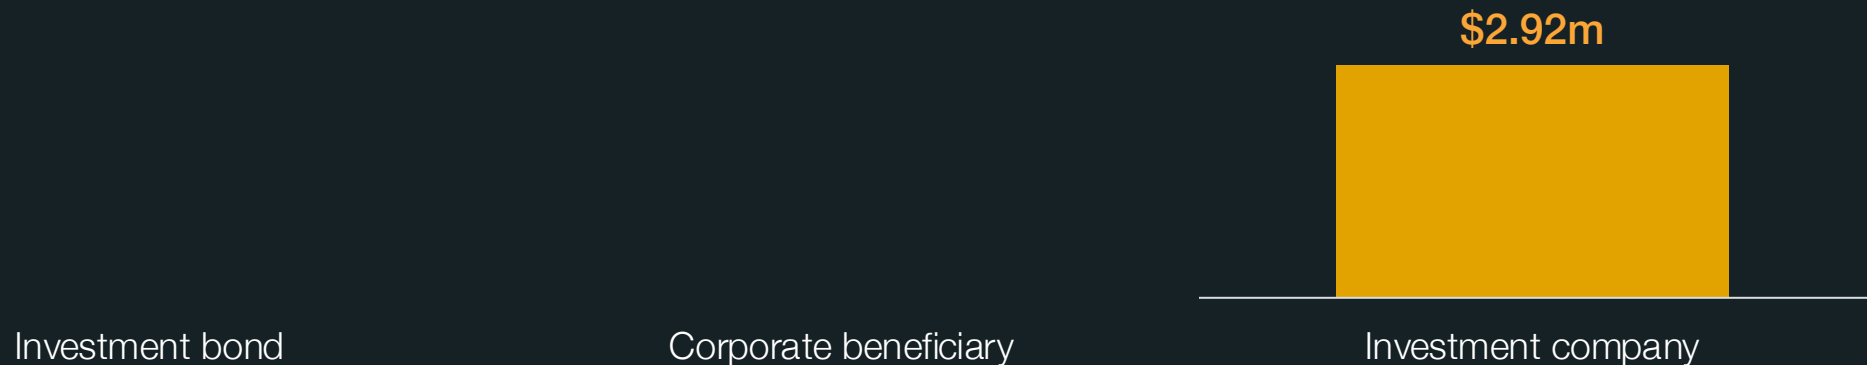 $2.92m
Investment bond
Corporate beneficiary
Investment company